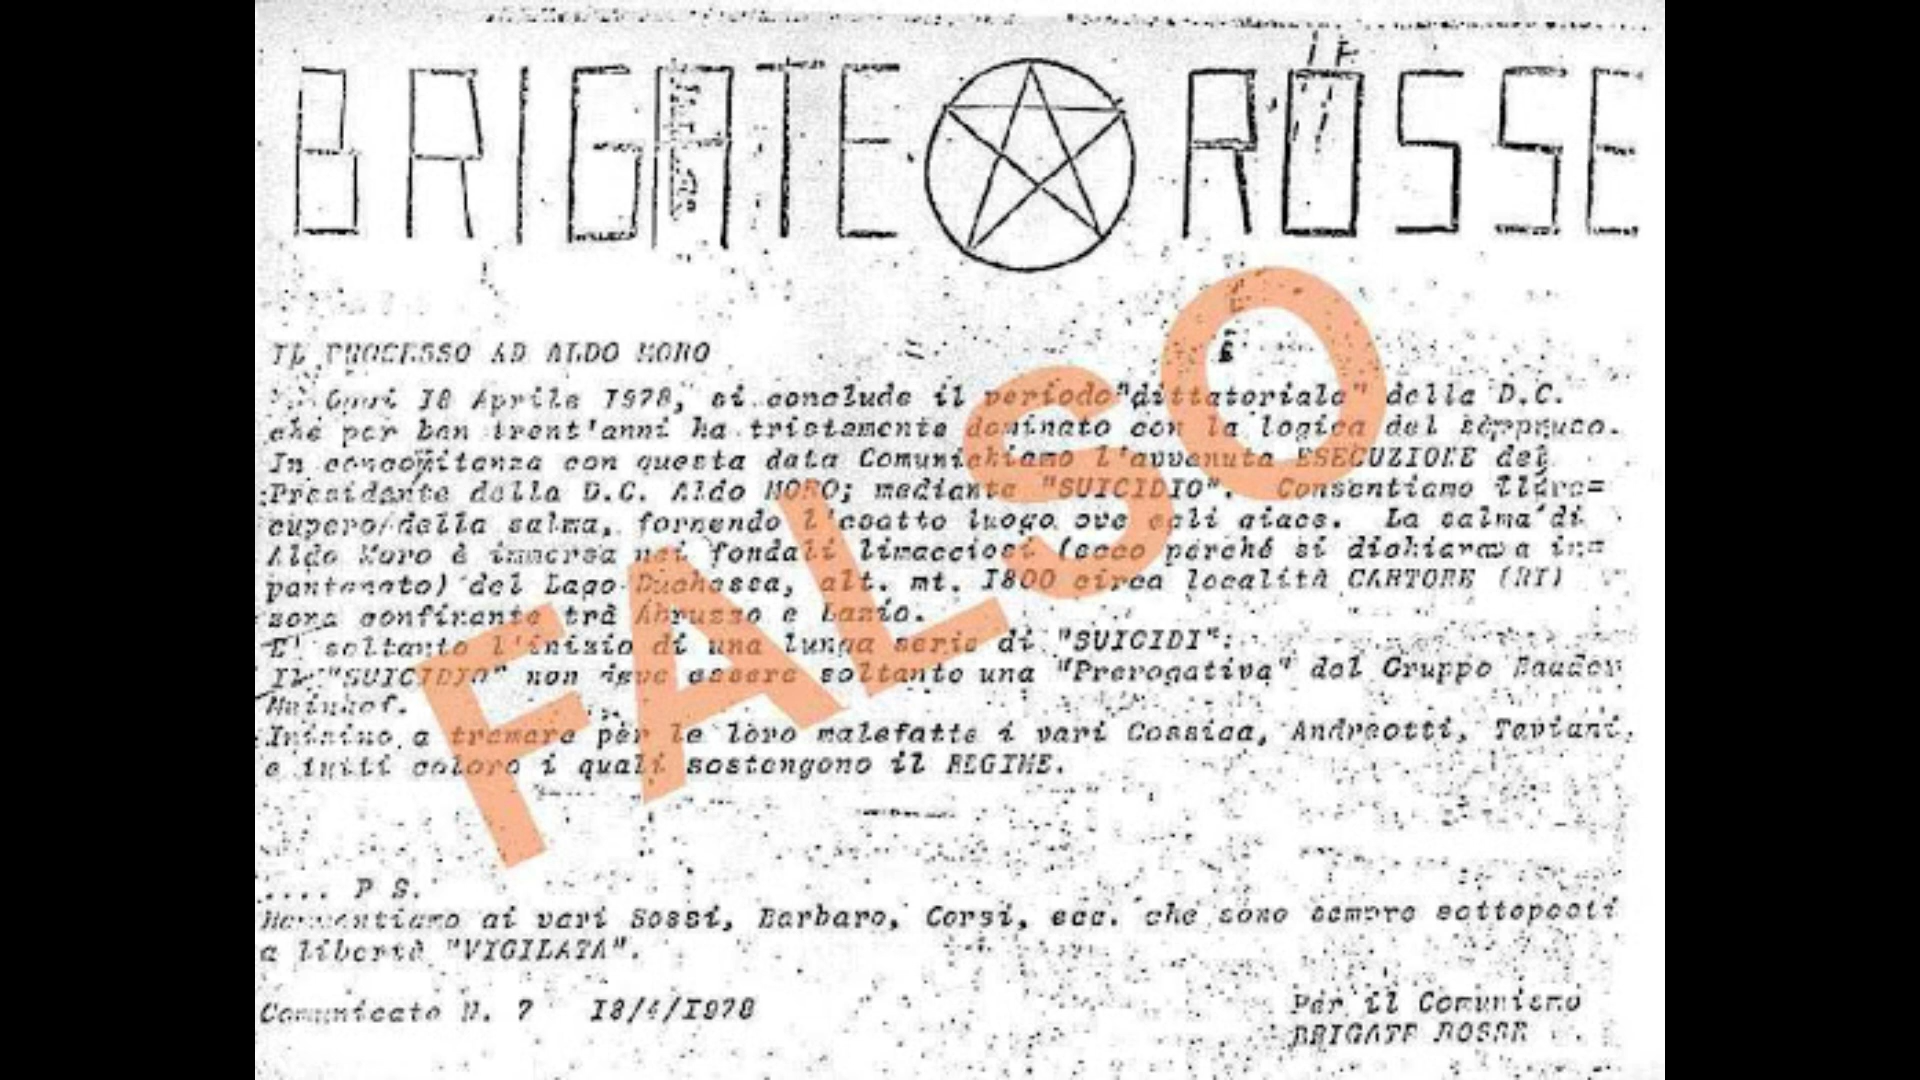 BRIGATE ROSSE
IL PROCESSO AD ALDO MORO
Oggi 18 Aprile 1978, si conclude il periodo "dittatoriale" della D.C.
che per ben trent'anni ha tristemente dominato con la logica del
In concomitanza con questa data Comunichiamo l'avvenuta ESECUZIONE del
Presidente della D.C. Aldo MORO; mediante "SUICIDIO". Consentiamo il re=
cupero della salma, fornendo l'esatto luogo ove egli giace. La salma di
Aldo Moro è immersa nei fondali limacciosi (ecco perché si dichiarava im=
pantanato) del Lago Duchessa, alt. mt. I800 circa località CARTORE (RI)
zona confinante tra Abruzzo e Lazio.
E' soltanto l'inizio di una lunga serie di "SUICIDI":
Il "SUICIDIO" non deve essere soltanto una "Prerogativa" del Gruppo Baader
Meinhof.
Inizino a tremare per le loro malefatte i vari Cossiga, Andreotti, Taviani
e tutti coloro i quali sostengono il REGIME.
.... P S.
Rammentiamo ai vari Sossi, Barbaro, Corsi, ecc. che sono sempre sottoposti
a libertà "VIGILATA".
Comunicato N. 7 I8/4/I978
Per il Comunismo
BRIGATE ROSSE
FALSO